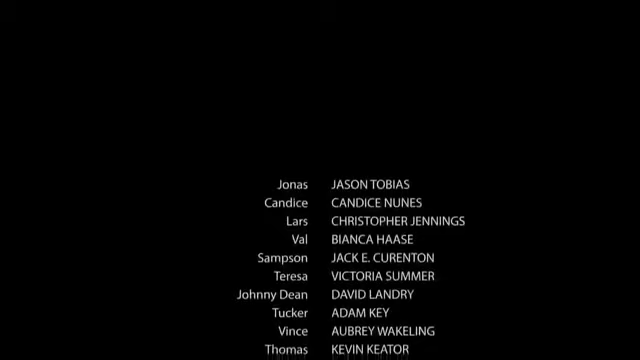 Jonas JASON TOBIAS
Candice CANDICE NUNES
Lars CHRISTOPHER JENNINGS
Val BIANCA HAASE
Sampson JACK E. CURENTON
Teresa VICTORIA SUMMER
Johnny Dean DAVID LANDRY
Tucker ADAM KEY
Vince AUBREY WAKELING
Thomas KEVIN KEATOR